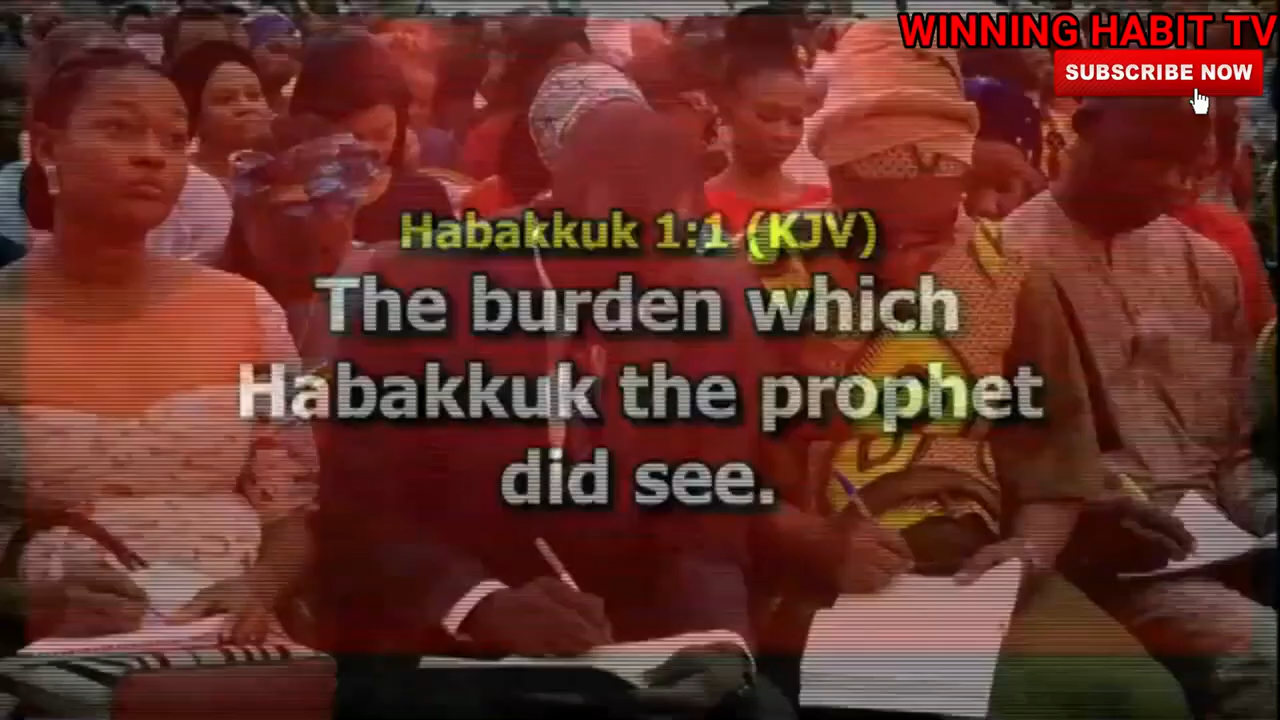 WINNING HABIT TV
SUBSCRIBE NOW
Habakkuk 1:1 (KJV)
The burden which
Habakkuk the prophet
did see.